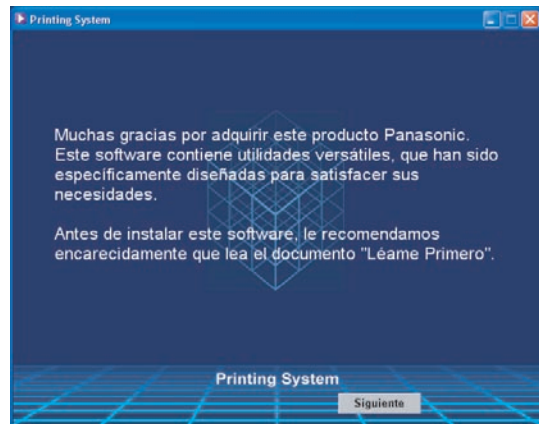 Printing System
Muchas gracias por adquirir este producto Panasonic.
Este software contiene utilidades versátiles, que han sido
específicamente diseñadas para satisfacer sus
necesidades.
Antes de instalar este software, le recomendamos
encarecidamente que lea el documento "Léame Primero".
Printing System
Siguiente